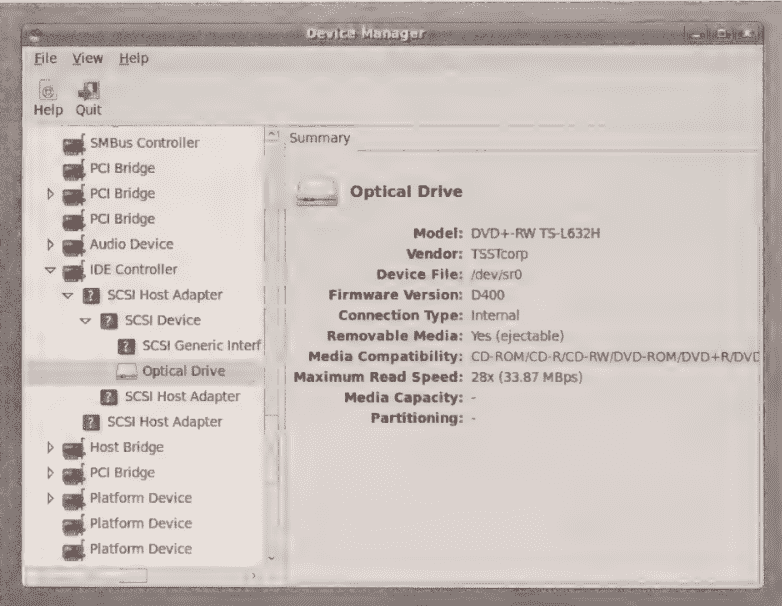 Device Manager
File View Help
Help Quit
SMBus Controller
PCI Bridge
PCI Bridge
PCI Bridge
Audio Device
IDE Controller
SCSI Host Adapter
SCSI Device
SCSI Generic Interf
Optical Drive
SCSI Host Adapter
SCSI Host Adapter
Host Bridge
PCI Bridge
Platform Device
Platform Device
Platform Device
Summary
Optical Drive
Model: DVD+-RW TS-L632H
Vendor: TSSTcorp
Device File: /dev/sr0
Firmware Version: D400
Connection Type: Internal
Removable Media: Yes (ejectable)
Media Compatibility: CD-ROM/CD-R/CD-RW/DVD-ROM/DVD+R/DVD
Maximum Read Speed: 28x (33.87 MBps)
Media Capacity: -
Partitioning: -